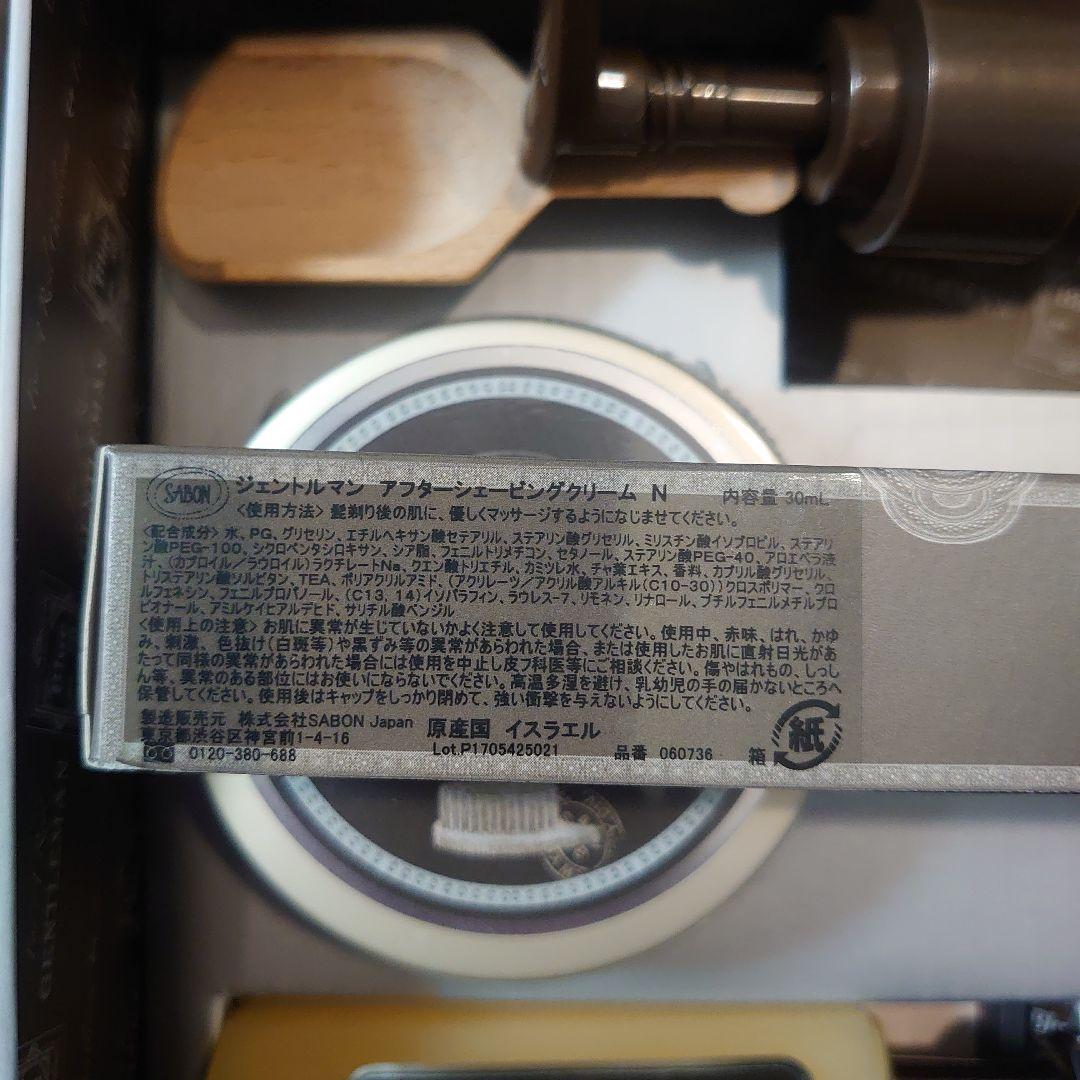 SABON
ジェントルマン アフターシェービングクリーム N 内容量 30mL
<使用方法> 髭剃り後の肌に、優しくマッサージするようになじませてください。
<配合成分> 水、PG、グリセリン、エチルヘキサン酸セテアリル、ステアリン酸グリセリル、ミリスチン酸イソプロピル、ステアリ
ン酸PEG-100、シクロペンタシロキサン、シア脂、フェニルトリメチコン、セタノール、ステアリン酸PEG-40、アロエベラ液
汁、(カプロイル/ラウロイル)ラクチレートNa、クエン酸トリエチル、カミツレ水、チャ葉エキス、香料、カプリル酸グリセリル、
トリステアリン酸ソルビタン、TEA、ポリアクリルアミド、(アクリレーツ/アクリル酸アルキル(C10-30))クロスポリマー、クロ
ルフェネシン、フェニルプロパノール、(C13, 14)イソパラフィン、ラウレス-7、リモネン、リナロール、ブチルフェニルメチルプロ
ピオナール、アミルケイヒアルデヒド、サリチル酸ベンジル
<使用上の注意> お肌に異常が生じていないかよく注意して使用してください。使用中、赤味、はれ、かゆ
み、刺激、色抜け(白斑等)や黒ずみ等の異常があらわれた場合、または使用したお肌に直射日光があ
たって同様の異常があらわれた場合には使用を中止し皮フ科医等にご相談ください。傷やはれもの、しっし
ん等、異常のある部位にはお使いにならないでください。高温多湿を避け、乳幼児の手の届かないところへ
保管してください。使用後はキャップをしっかり閉めて、強い衝撃を与えないようにしてください。
製造販売元 株式会社SABON Japan 原産国 イスラエル
東京都渋谷区神宮前1-4-16 Lot.P1705425021 品番 060736 箱 紙
0120-380-688
GENTLEMAN